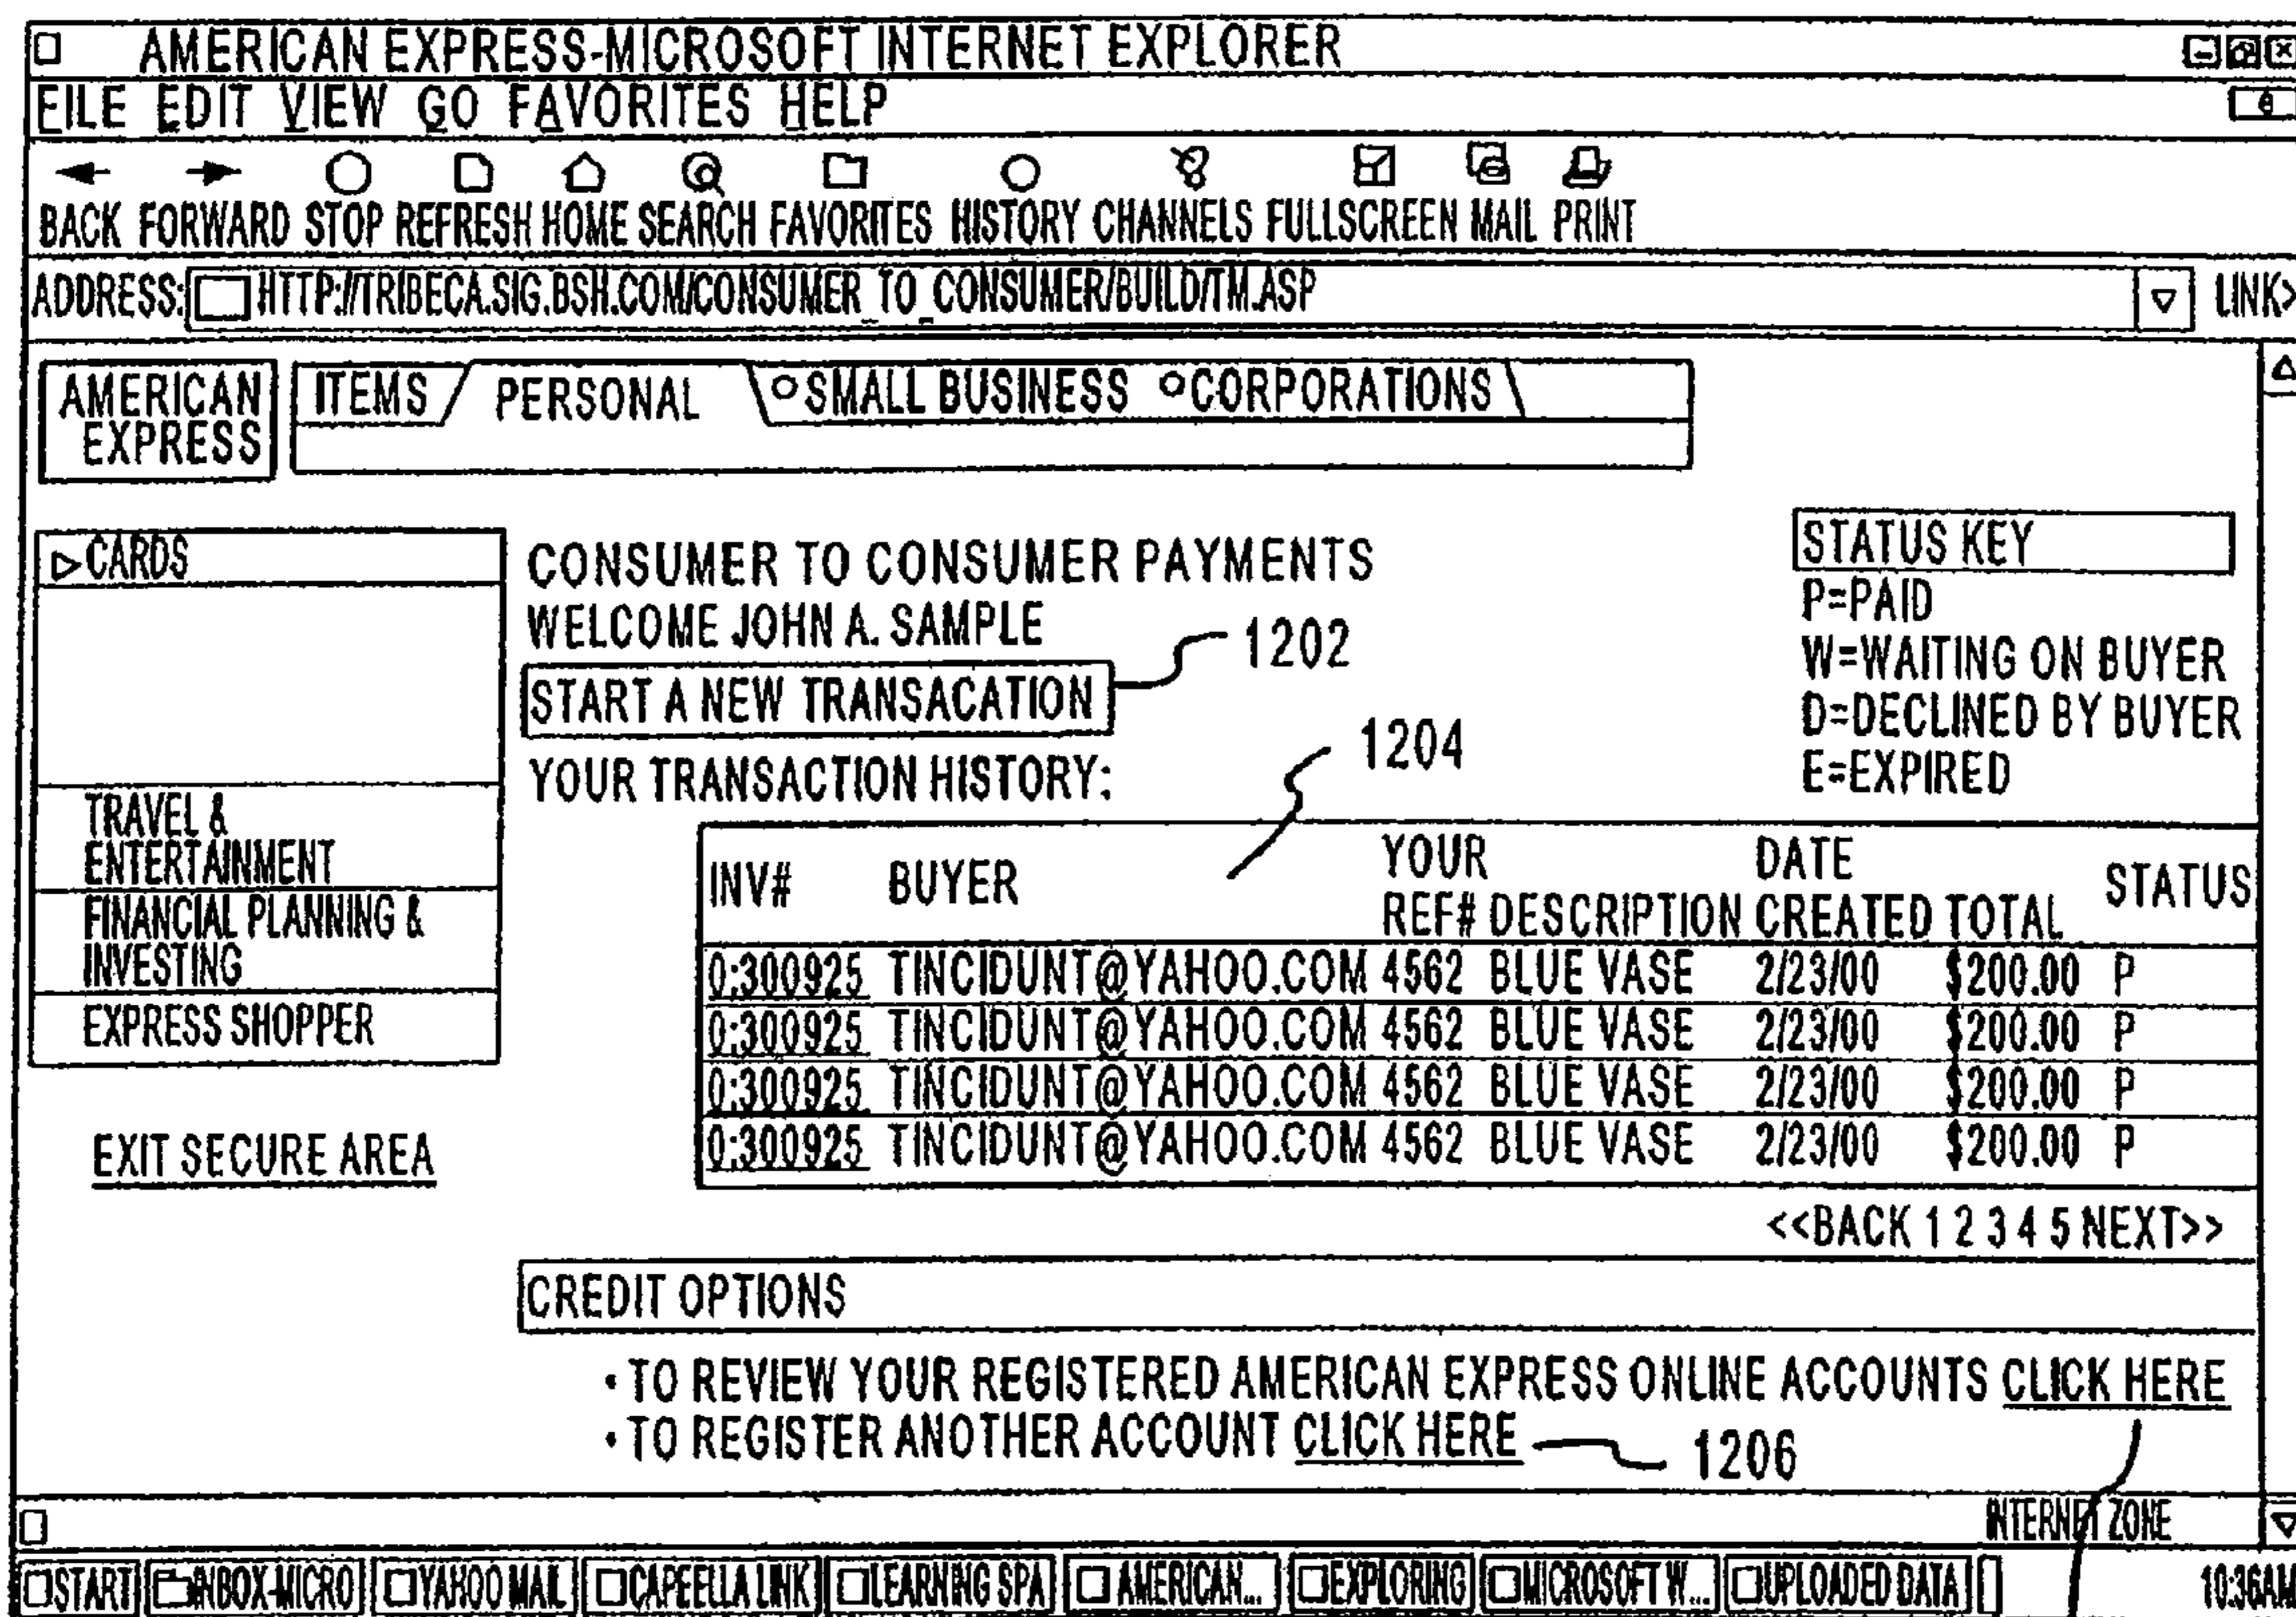 AMERICAN EXPRESS-MICROSOFT INTERNET EXPLORER
FILE EDIT VIEW GO FAVORITES HELP
BACK FORWARD STOP REFRESH HOME SEARCH FAVORITES HISTORY CHANNELS FULLSCREEN MAIL PRINT
ADDRESS: HTTP://TRIBECA.SIG.BSH.COM/CONSUMER_TO_CONSUMER/BUILD/TM.ASP LINK>
AMERICAN EXPRESS
ITEMS PERSONAL SMALL BUSINESS CORPORATIONS
CARDS
TRAVEL &
ENTERTAINMENT
FINANCIAL PLANNING &
INVESTING
EXPRESS SHOPPER
EXIT SECURE AREA
CONSUMER TO CONSUMER PAYMENTS
WELCOME JOHN A. SAMPLE
START A NEW TRANSACATION
1202
YOUR TRANSACTION HISTORY:
1204
STATUS KEY
P=PAID
W=WAITING ON BUYER
D=DECLINED BY BUYER
E=EXPIRED
INV# BUYER YOUR REF# DESCRIPTION DATE CREATED TOTAL STATUS
0:300925 TINCIDUNT@YAHOO.COM 4562 BLUE VASE 2/23/00 $200.00 P
0:300925 TINCIDUNT@YAHOO.COM 4562 BLUE VASE 2/23/00 $200.00 P
0:300925 TINCIDUNT@YAHOO.COM 4562 BLUE VASE 2/23/00 $200.00 P
0:300925 TINCIDUNT@YAHOO.COM 4562 BLUE VASE 2/23/00 $200.00 P
<<BACK 1 2 3 4 5 NEXT>>
CREDIT OPTIONS
• TO REVIEW YOUR REGISTERED AMERICAN EXPRESS ONLINE ACCOUNTS CLICK HERE
• TO REGISTER ANOTHER ACCOUNT CLICK HERE
1206
INTERNET ZONE
START INBOX-MICRO YAHOO MAIL CAPEELLA LINK LEARNING SPA AMERICAN... EXPLORING MICROSOFT W... UPLOADED DATA 10:36AM